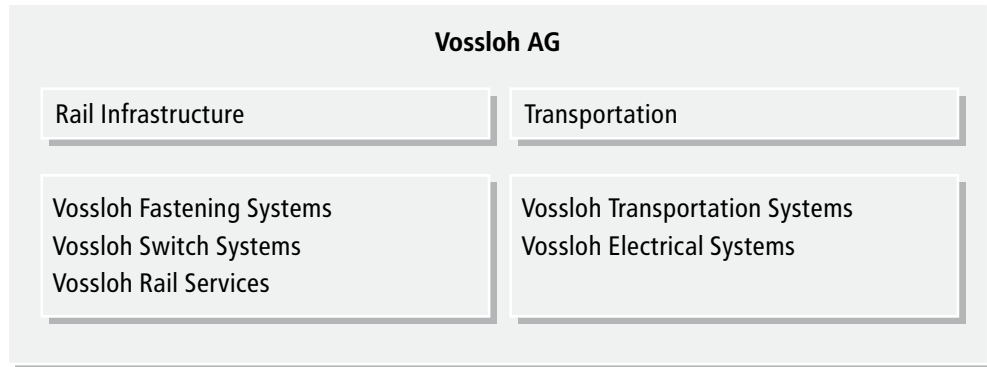 Vossloh AG
Rail Infrastructure
Transportation
Vossloh Fastening Systems
Vossloh Switch Systems
Vossloh Rail Services
Vossloh Transportation Systems
Vossloh Electrical Systems